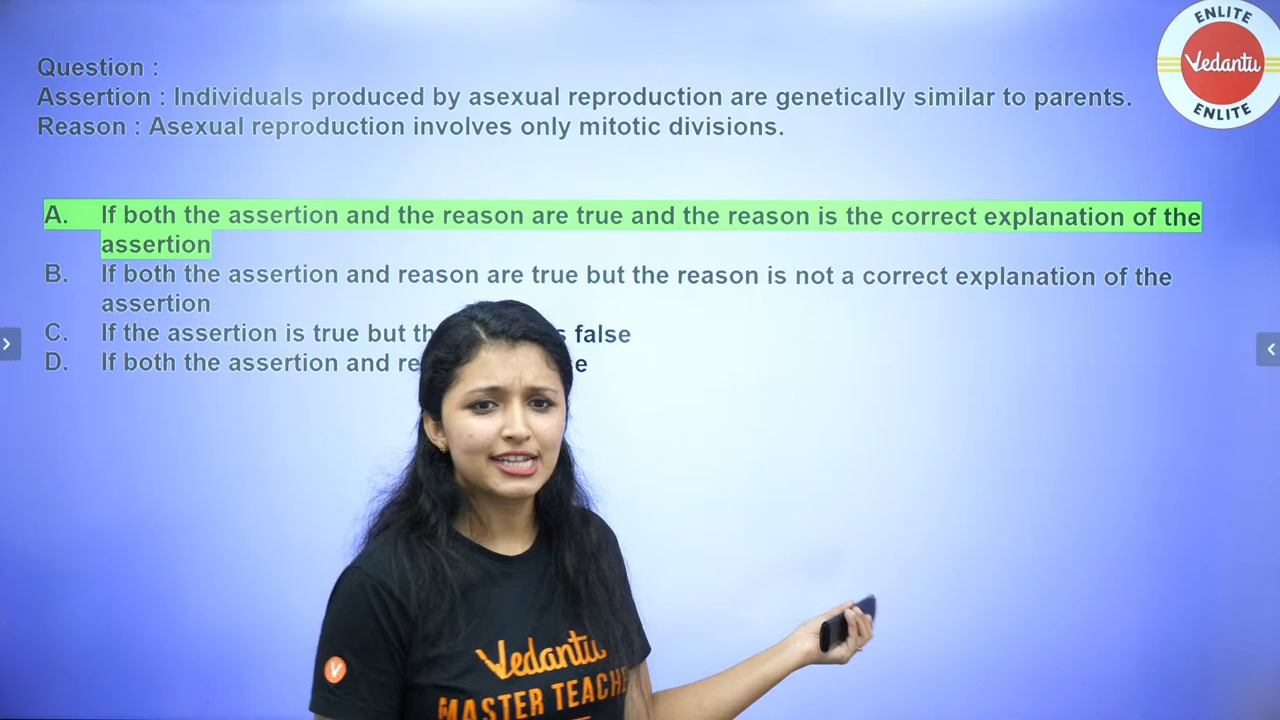 ENLITE
Vedantu
ENLITE
Question :
Assertion : Individuals produced by asexual reproduction are genetically similar to parents.
Reason : Asexual reproduction involves only mitotic divisions.
A. If both the assertion and the reason are true and the reason is the correct explanation of the
assertion
B. If both the assertion and reason are true but the reason is not a correct explanation of the
assertion
C. If the assertion is true but false
D. If both the assertion and
Vedantu
V
MASTER